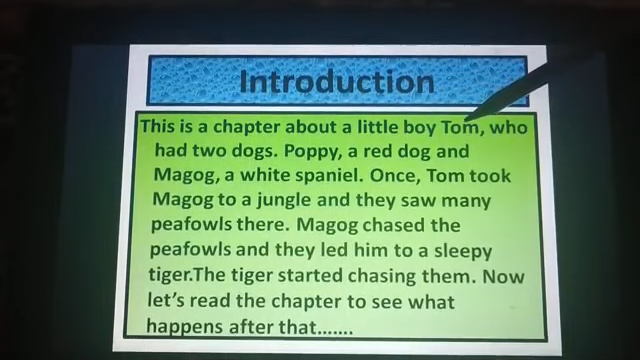 Introduction
This is a chapter about a little boy Tom, who
had two dogs. Poppy, a red dog and
Magog, a white spaniel. Once, Tom took
Magog to a jungle and they saw many
peafowls there. Magog chased the
peafowls and they led him to a sleepy
tiger.The tiger started chasing them. Now
let's read the chapter to see what
happens after that.......